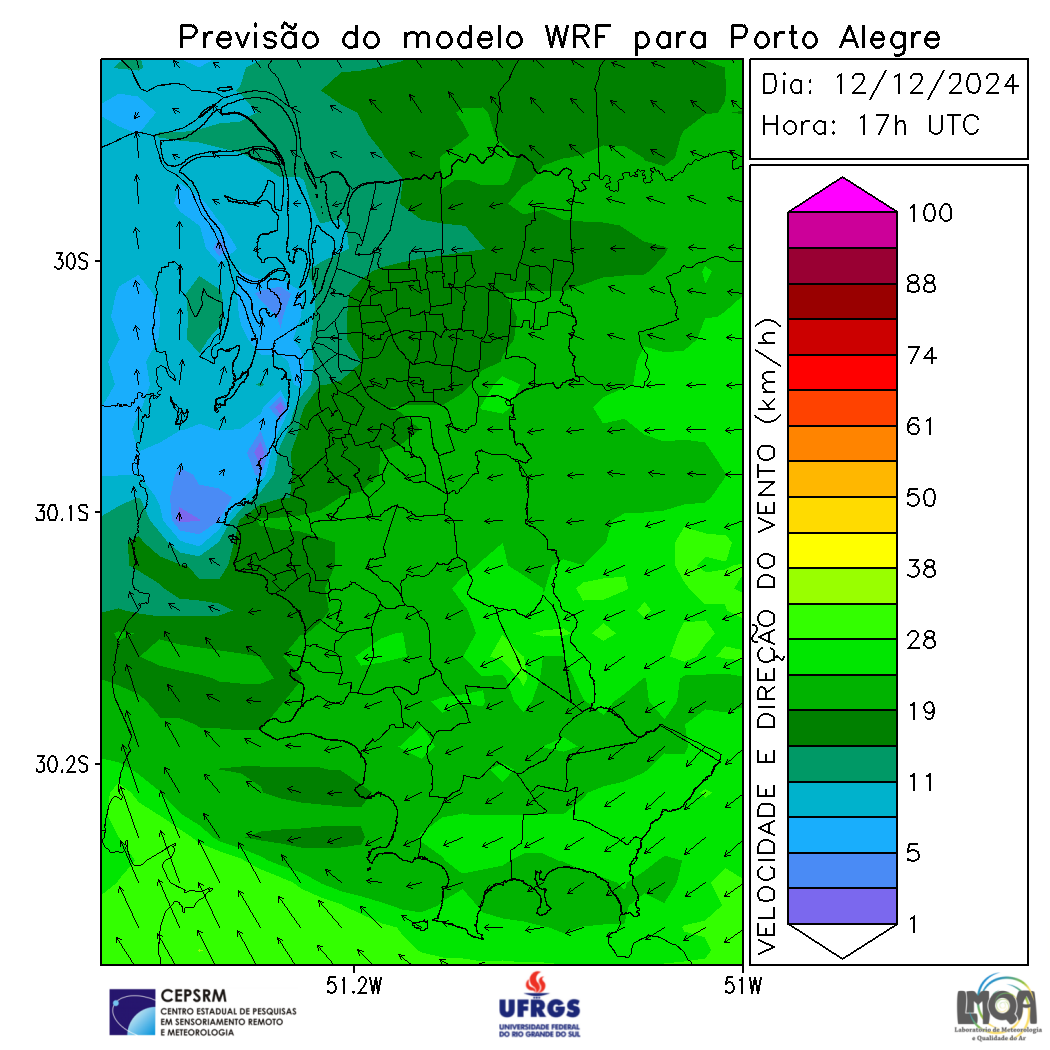 Previsão do modelo WRF para Porto Alegre
Dia: 12/12/2024
Hora: 17h UTC
30S
30.1S
30.2S
51.2W
51W
VELOCIDADE E DIREÇÃO DO VENTO (km/h)
100
88
74
61
50
38
28
19
11
5
1
CEPSRM
CENTRO ESTADUAL DE PESQUISAS
EM SENSORIAMENTO REMOTO
E METEOROLOGIA
UFRGS
UNIVERSIDADE FEDERAL
DO RIO GRANDE DO SUL
LMQA
Laboratório de Meteorologia
e Qualidade do Ar